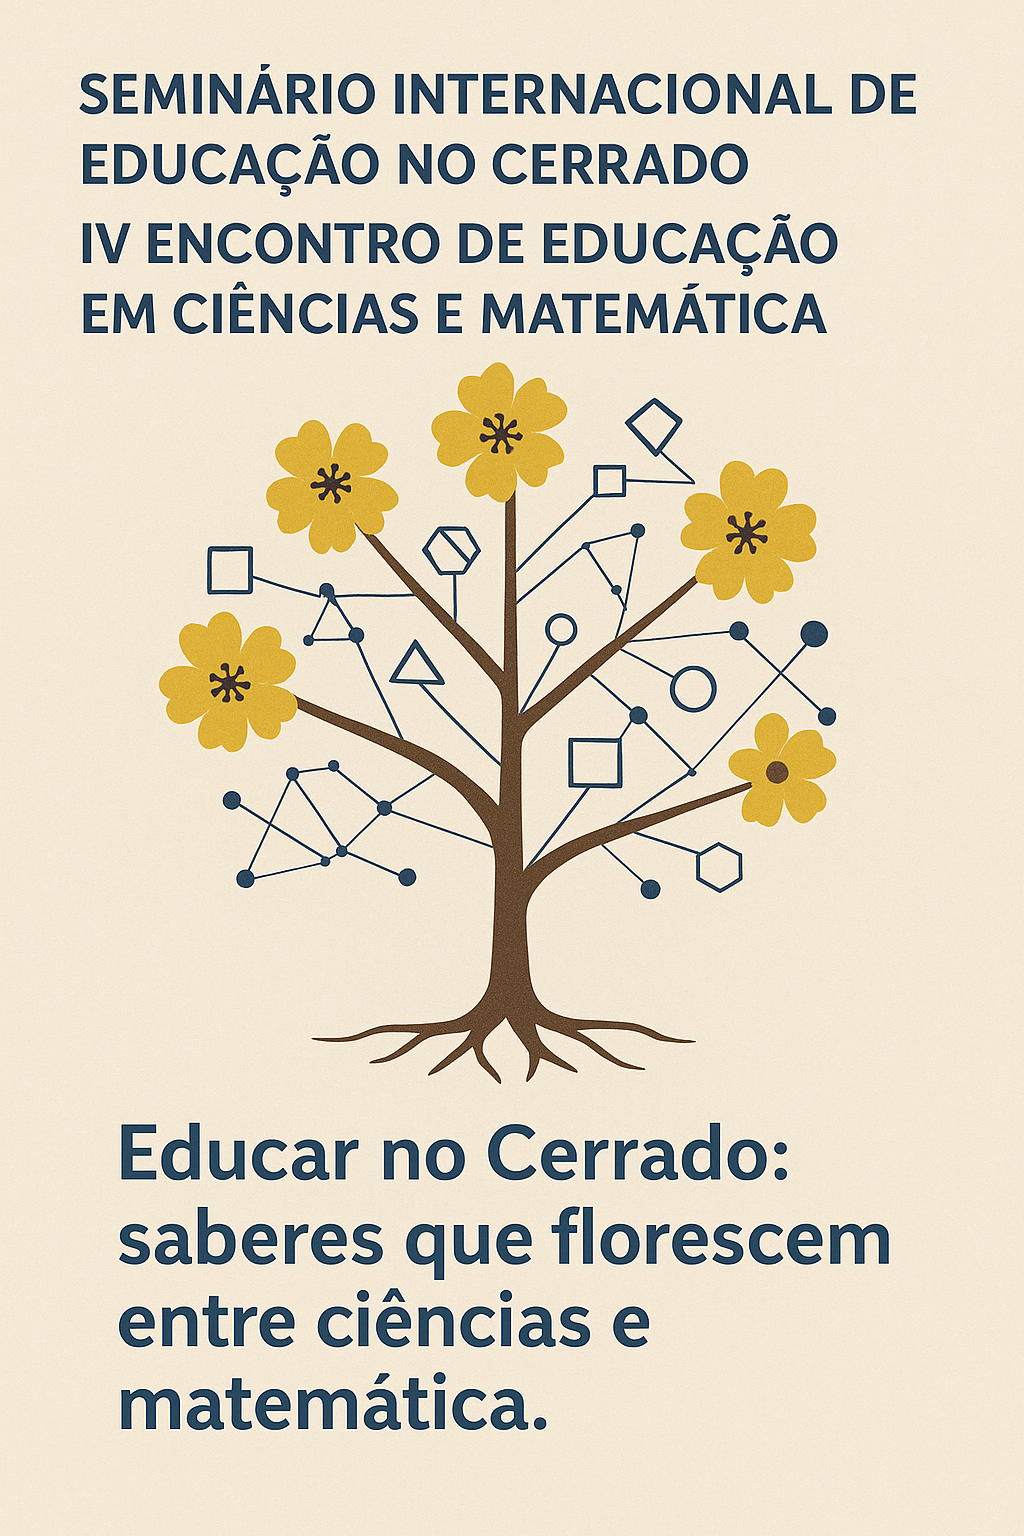 SEMINÁRIO INTERNACIONAL DE
EDUCAÇÃO NO CERRADO
IV ENCONTRO DE EDUCAÇÃO
EM CIÊNCIAS E MATEMÁTICA
Educar no Cerrado:
saberes que florescem
entre ciências e
matemática.